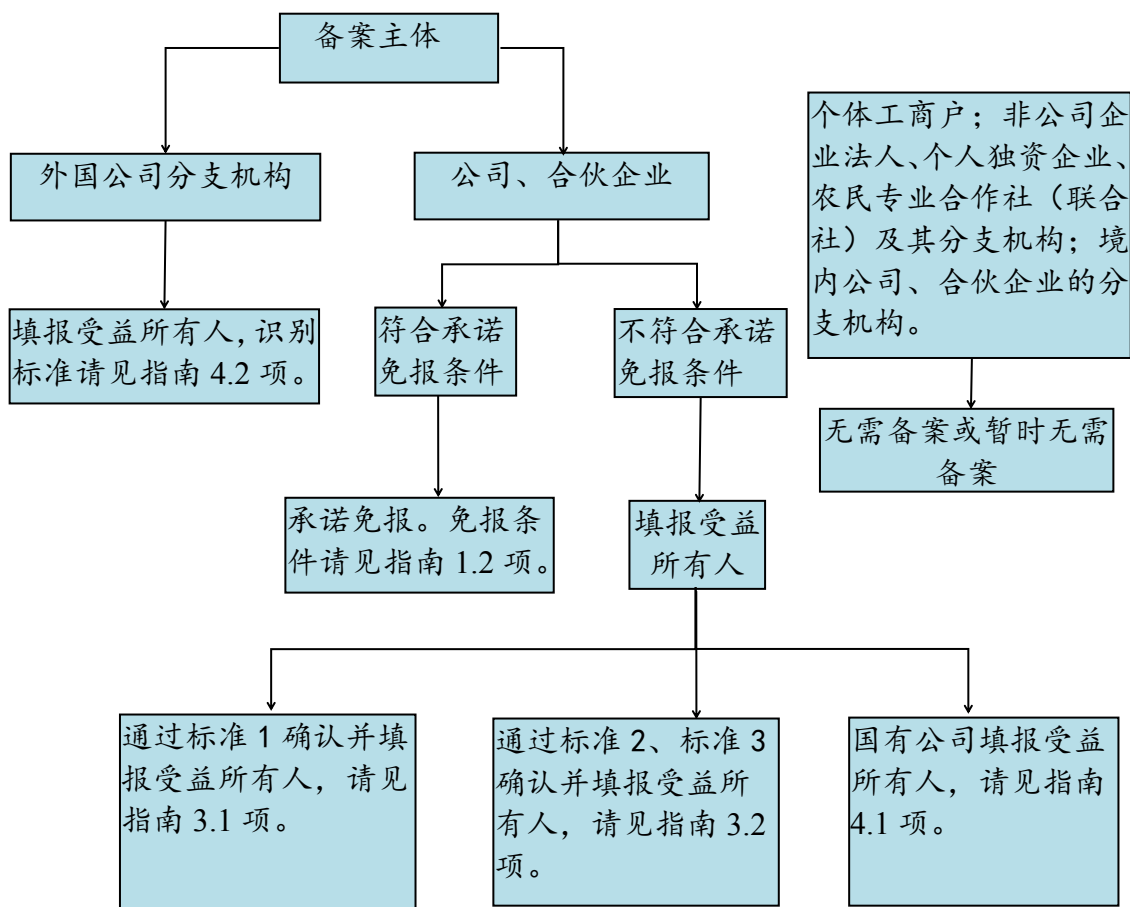 备案主体
外国公司分支机构
公司、合伙企业
个体工商户；非公司企
业法人、个人独资企业、
农民专业合作社（联合
社）及其分支机构；境
内公司、合伙企业的分
支机构。
填报受益所有人，识别
标准请见指南 4.2 项。
符合承诺
免报条件
不符合承诺
免报条件
无需备案或暂时无需
备案
承诺免报。免报条
件请见指南 1.2 项。
填报受益
所有人
通过标准 1 确认并填
报受益所有人，请见
指南 3.1 项。
通过标准 2、标准 3
确认并填报受益所
有人，请见指南 3.2
项。
国有公司填报受益
所有人，请见指南
4.1 项。